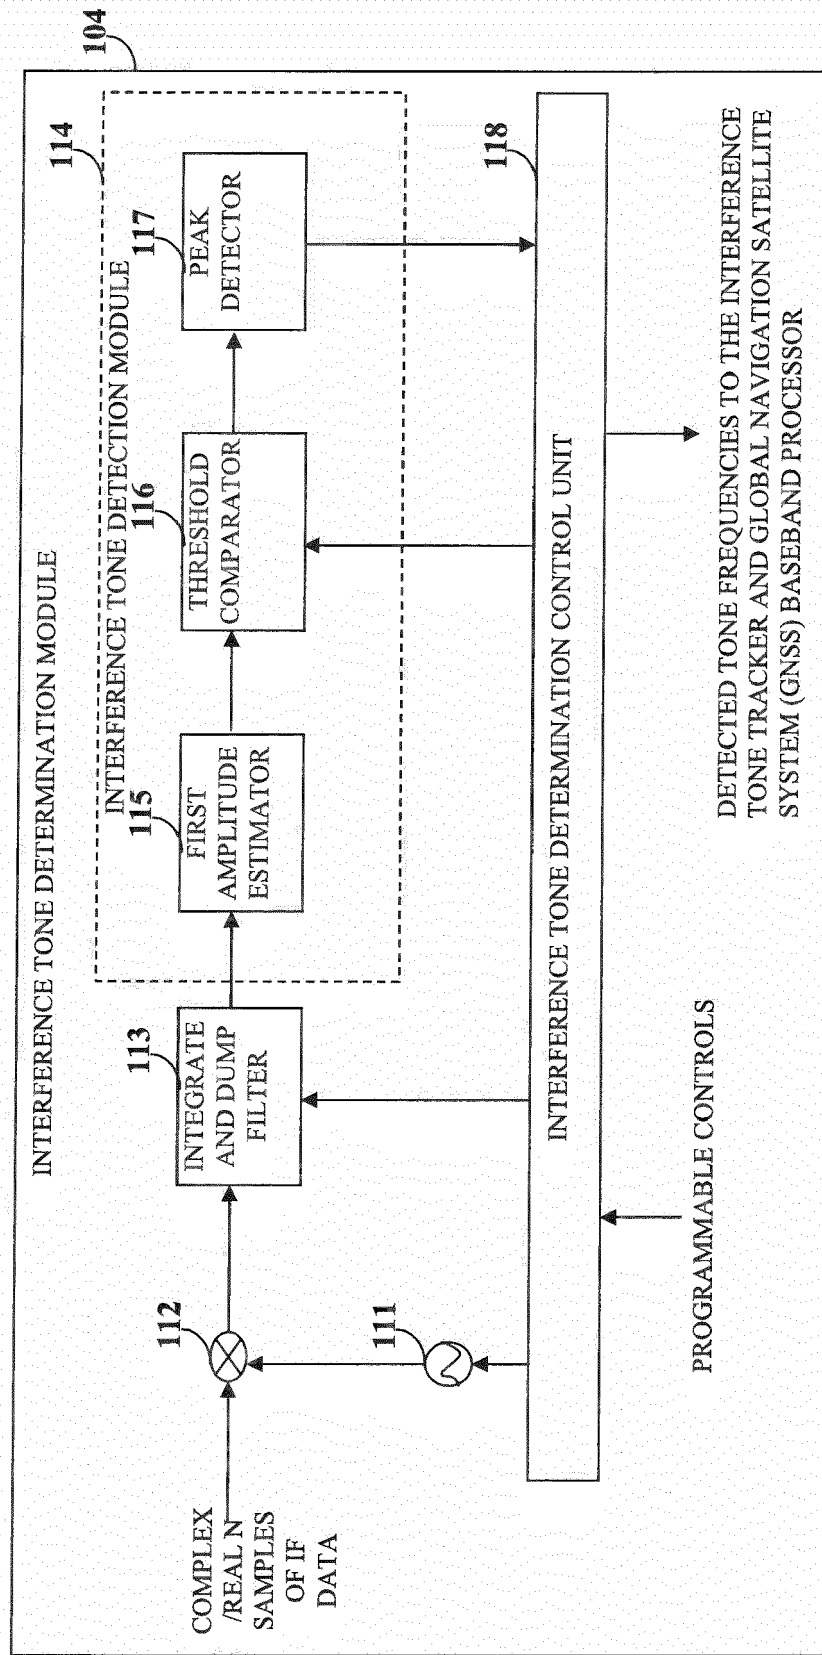 104
INTERFERENCE TONE DETERMINATION MODULE
114
INTERFERENCE TONE DETECTION MODULE
112
113
INTEGRATE
AND DUMP
FILTER
115
FIRST
AMPLITUDE
ESTIMATOR
116
THRESHOLD
COMPARATOR
117
PEAK
DETECTOR
COMPLEX
/REAL N
SAMPLES
OF IF
DATA
111
118
INTERFERENCE TONE DETERMINATION CONTROL UNIT
PROGRAMMABLE CONTROLS
DETECTED TONE FREQUENCIES TO THE INTERFERENCE
TONE TRACKER AND GLOBAL NAVIGATION SATELLITE
SYSTEM (GNSS) BASEBAND PROCESSOR